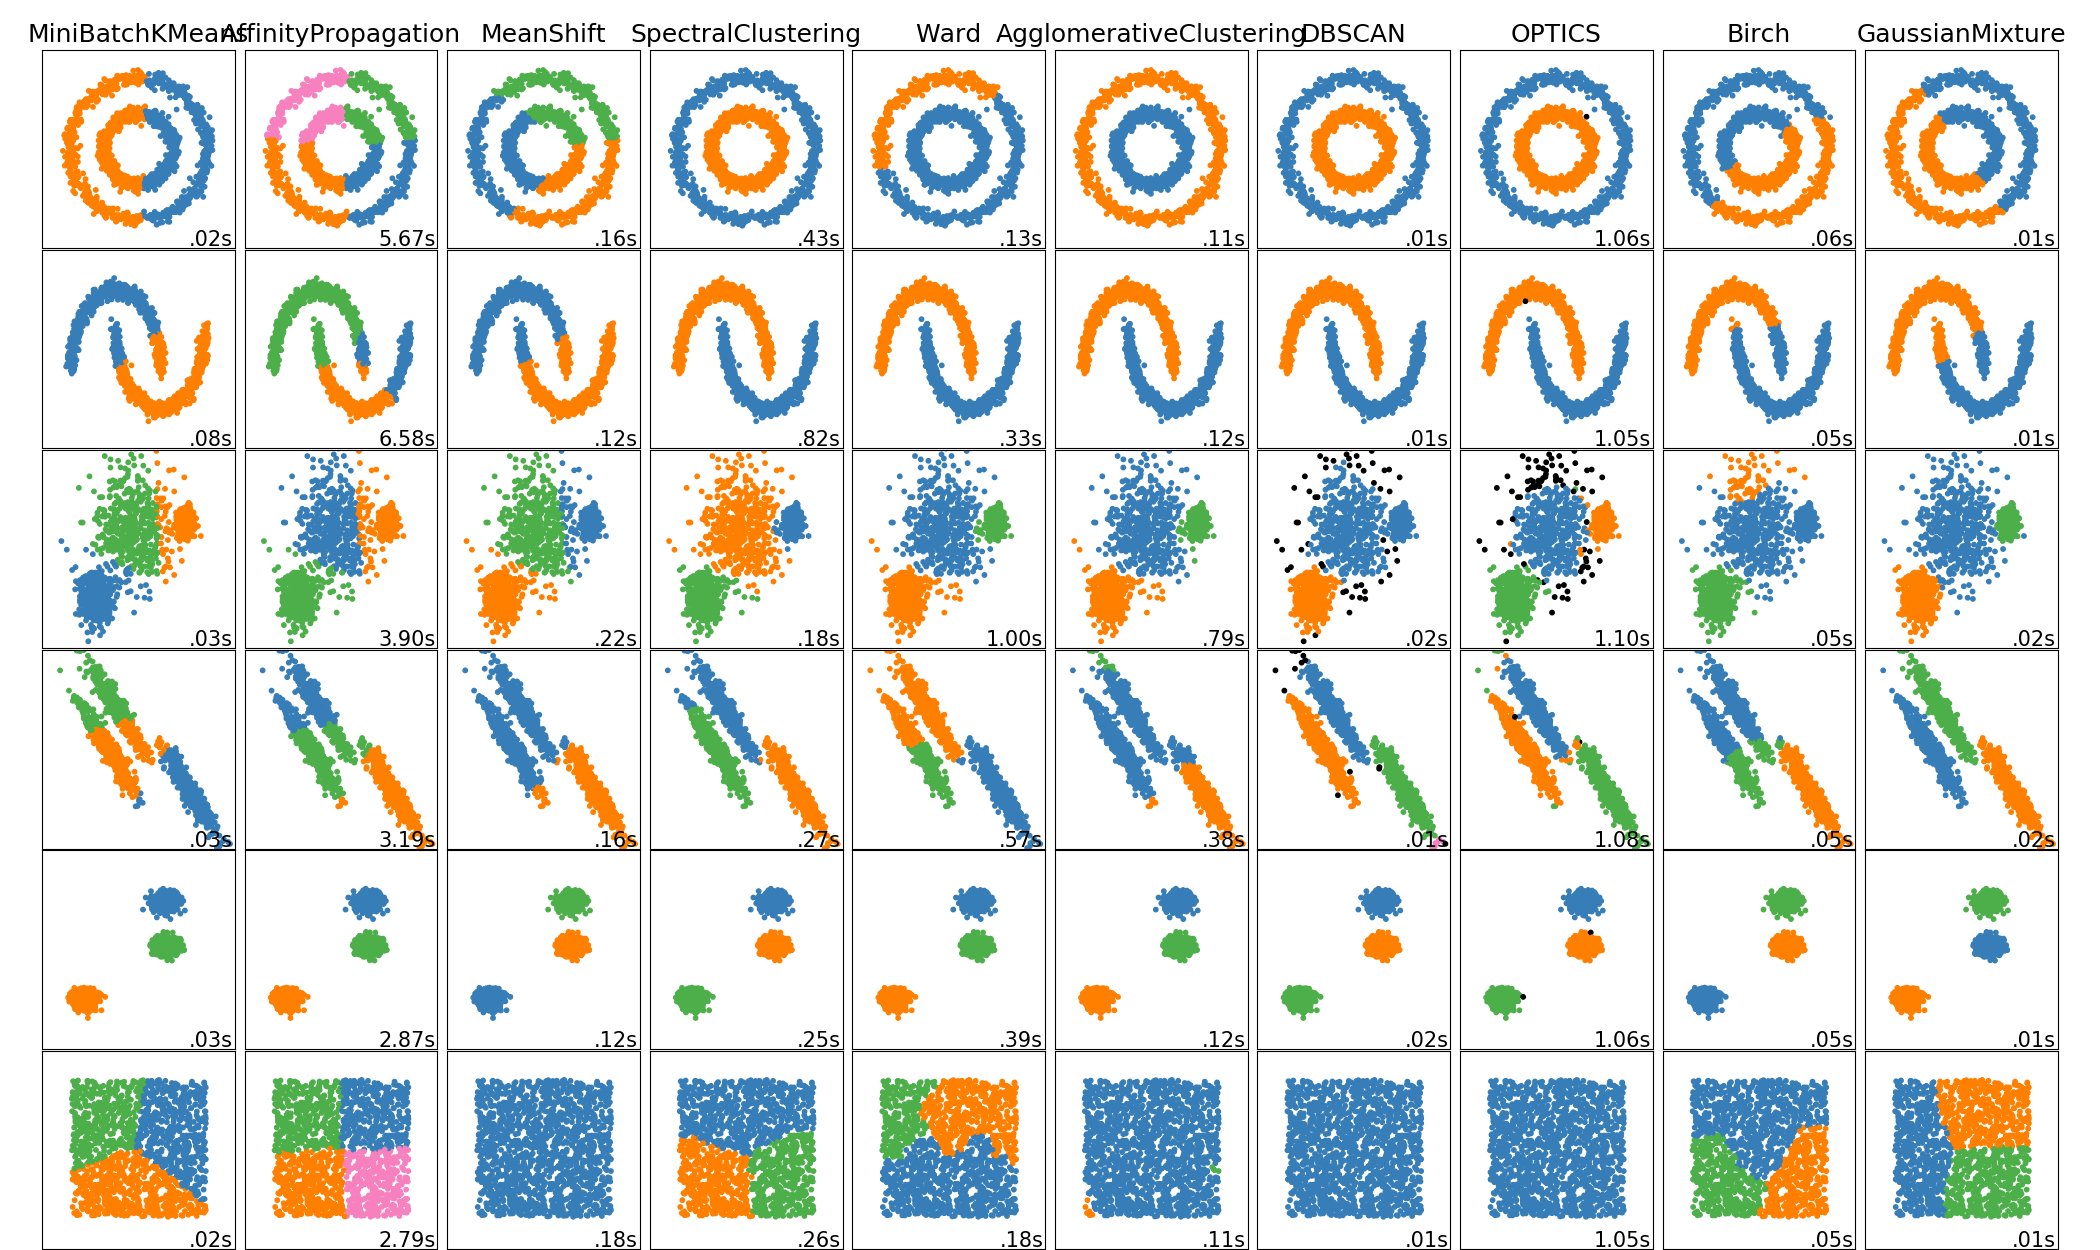 MiniBatchKMeans AffinityPropagation MeanShift SpectralClustering Ward AgglomerativeClustering DBSCAN OPTICS Birch GaussianMixture
.02s 5.67s .16s .43s .13s .11s .01s 1.06s .06s .01s
.08s 6.58s .12s .82s .33s .12s .01s 1.05s .05s .01s
.03s 3.90s .22s .18s 1.00s .79s .02s 1.10s .05s .02s
.03s 3.19s .16s .27s .57s .38s .01s 1.08s .05s .02s
.03s 2.87s .12s .25s .39s .12s .02s 1.06s .05s .01s
.02s 2.79s .18s .26s .18s .11s .01s 1.05s .05s .01s